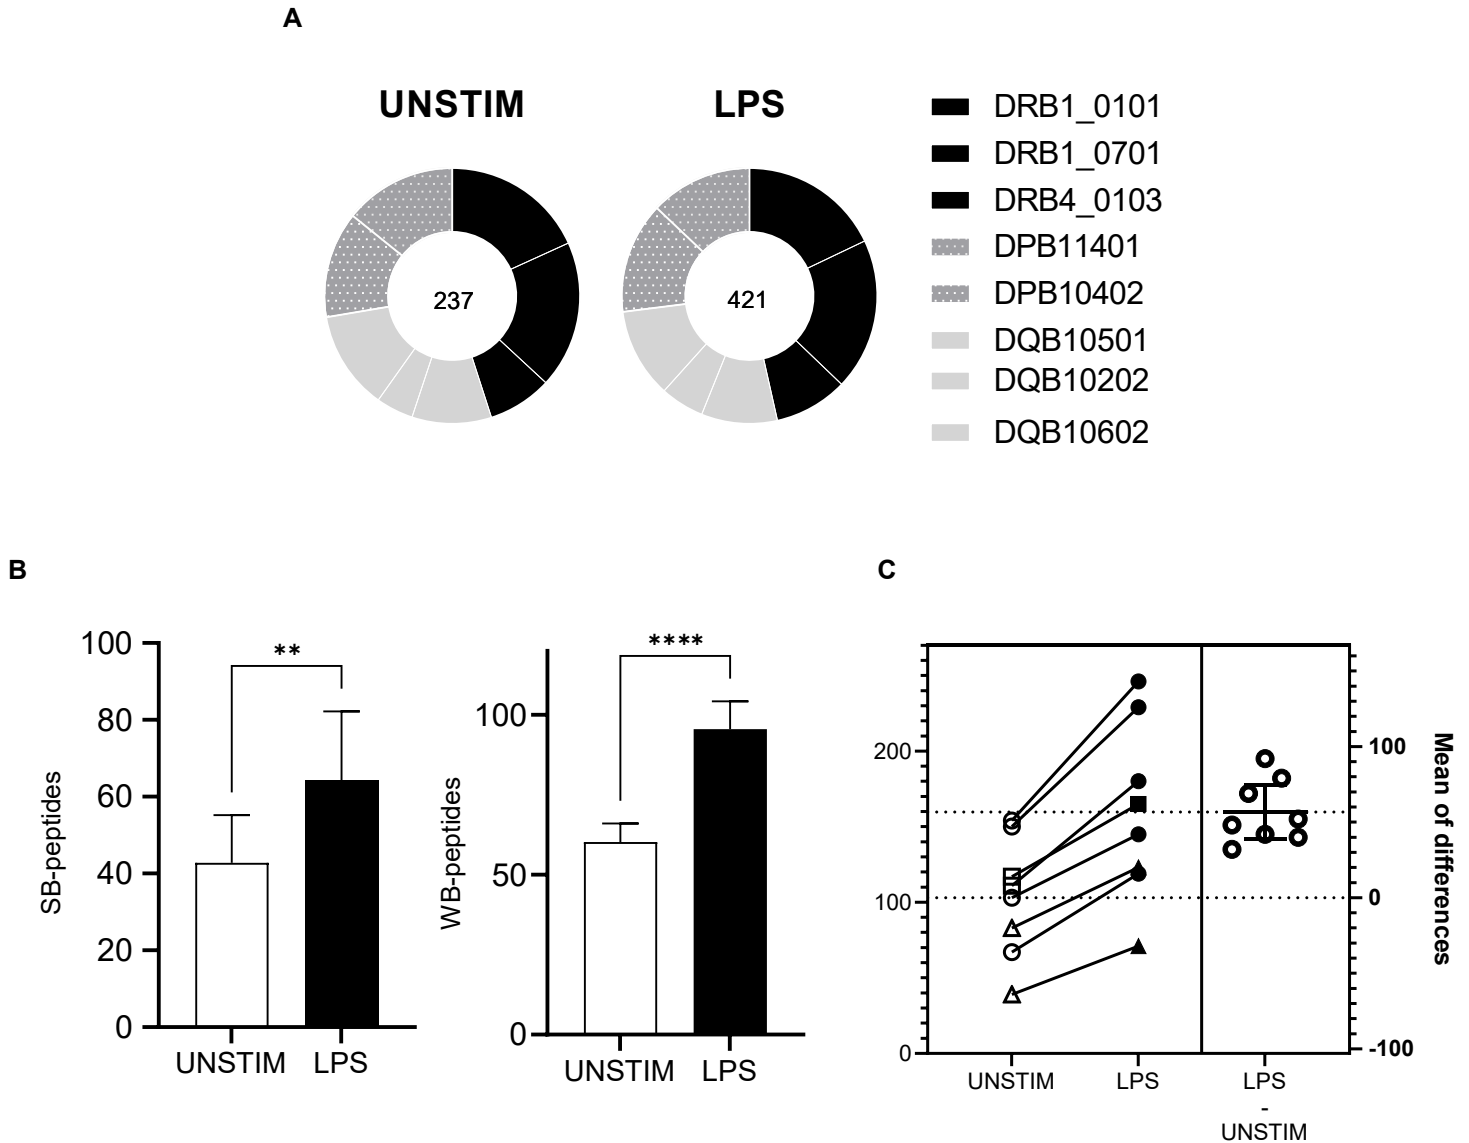 A
UNSTIM
LPS
237
421
DRB1_0101
DRB1_0701
DRB4_0103
DPB11401
DPB10402
DQB10501
DQB10202
DQB10602
B
SB-peptides
100
80
60
40
20
0
**
UNSTIM
LPS
WB-peptides
100
50
0
****
UNSTIM
LPS
C
200
100
0
UNSTIM
LPS
LPS
-
UNSTIM
100
0
-100
Mean of differences